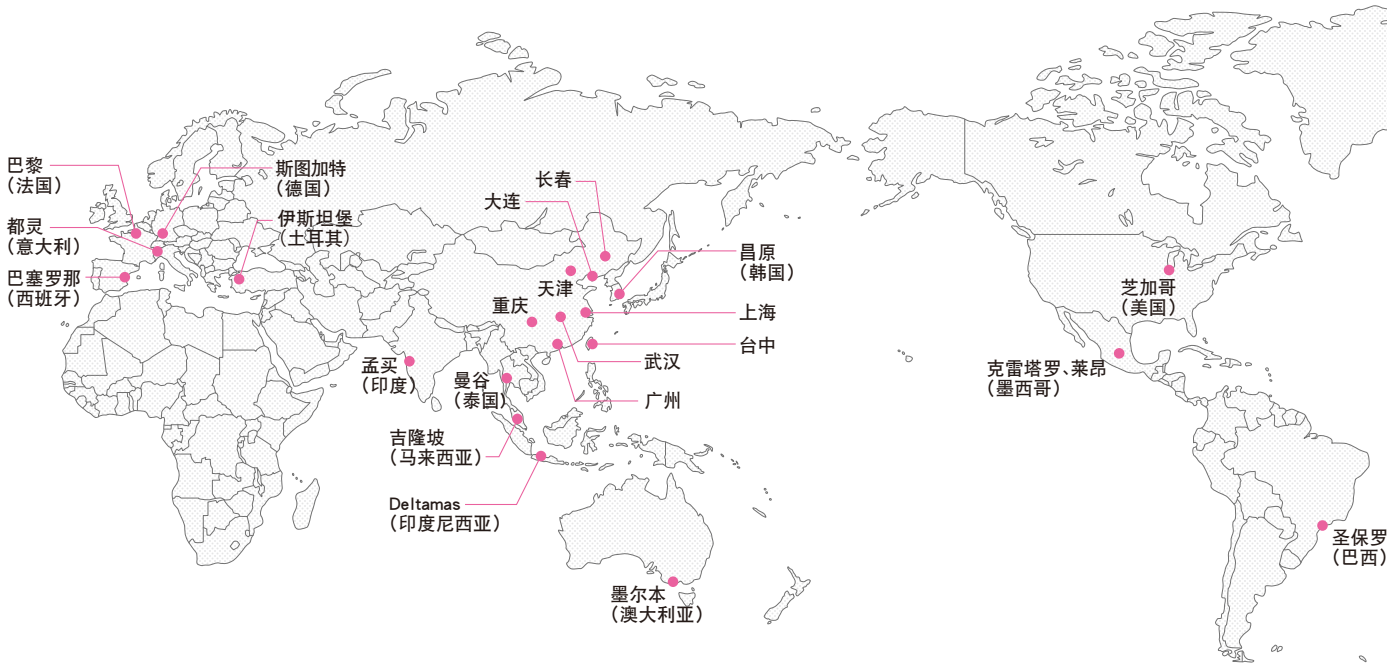 巴黎
（法国）
斯图加特
（德国）
都灵
（意大利）
伊斯坦堡
（土耳其）
巴塞罗那
（西班牙）
长春
大连
昌原
（韩国）
天津
重庆
上海
台中
武汉
广州
孟买
（印度）
曼谷
（泰国）
吉隆坡
（马来西亚）
Deltamas
（印度尼西亚）
墨尔本
（澳大利亚）
芝加哥
（美国）
克雷塔罗、莱昂
（墨西哥）
圣保罗
（巴西）